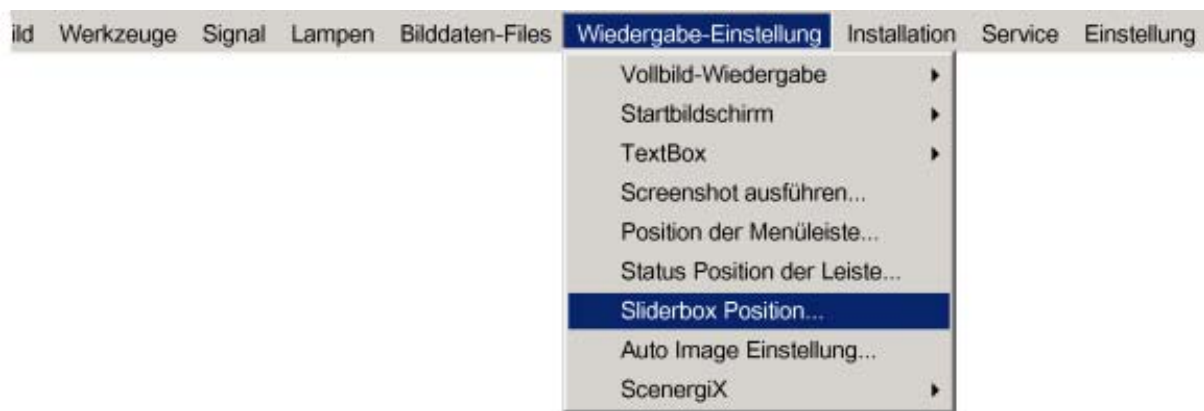 ild Werkzeuge Signal Lampen Bilddaten-Files Wiedergabe-Einstellung Installation Service Einstellung
Vollbild-Wiedergabe
Startbildschirm
TextBox
Screenshot ausführen...
Position der Menüleiste...
Status Position der Leiste...
Sliderbox Position...
Auto Image Einstellung...
ScenergiX